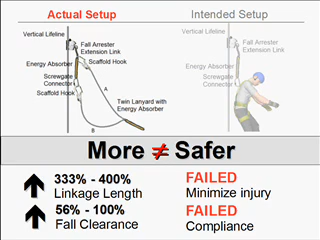 Actual Setup
Intended Setup
Vertical Lifeline
Fall Arrester
Extension Link
Energy Absorber
Scaffold Hook
Screwgate
Connector
Scaffold Hook
A
Twin Lanyard with
Energy Absorber
B
Vertical Lifeline
Fall Arrester
Extension Link
Energy Absorber
Screwgate
Connector
More ≠ Safer
333% - 400%
Linkage Length
FAILED
Minimize injury
56% - 100%
Fall Clearance
FAILED
Compliance